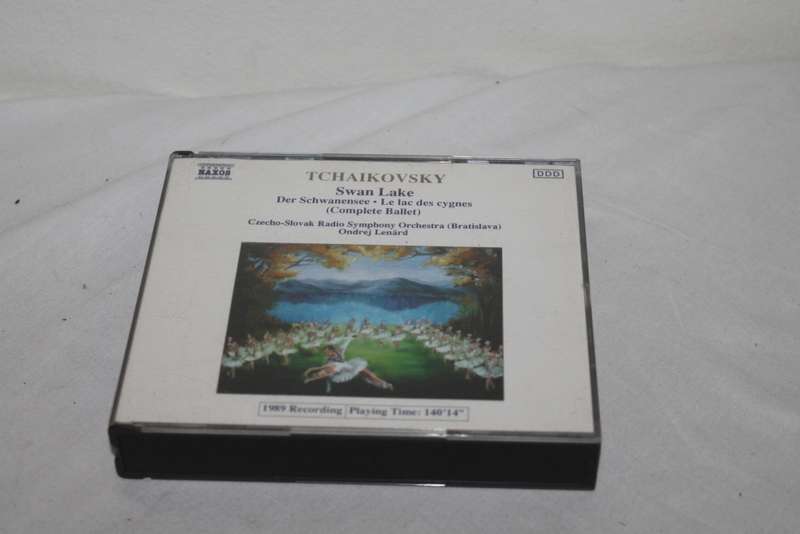 NAXOS
DDD
TCHAIKOVSKY
Swan Lake
Der Schwanensee • Le lac des cygnes
(Complete Ballet)
Czecho-Slovak Radio Symphony Orchestra (Bratislava)
Ondrej Lenárd
1989 Recording Playing Time: 140'14"